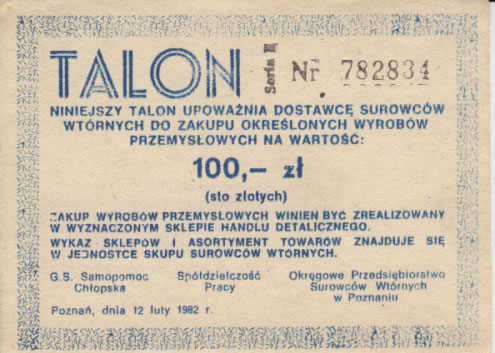 TALON Seria E Nr 782834
NINIEJSZY TALON UPOWAŻNIA DOSTAWCĘ SUROWCÓW
WTÓRNYCH DO ZAKUPU OKREŚLONYCH WYROBÓW
PRZEMYSŁOWYCH NA WARTOŚĆ:
100,— zł
(sto złotych)
ZAKUP WYROBÓW PRZEMYSŁOWYCH WINIEN BYĆ ZREALIZOWANY
W WYZNACZONYM SKLEPIE HANDLU DETALICZNEGO.
WYKAZ SKLEPÓW I ASORTYMENT TOWARÓW ZNAJDUJE SIĘ
W JEDNOSTCE SKUPU SUROWCÓW WTÓRNYCH.
G.S. Samopomoc Spółdzielczość Okręgowe Przedsiębiorstwo
Chłopska Pracy Surowców Wtórnych
w Poznaniu
Poznań, dnia 12 luty 1982 r.